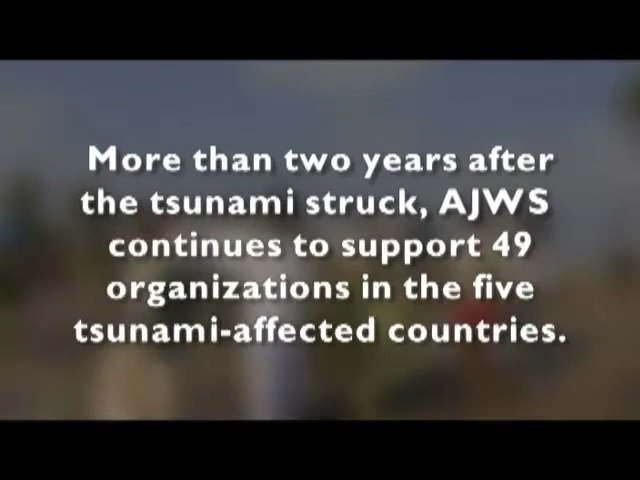 More than two years after
the tsunami struck, AJWS
continues to support 49
organizations in the five
tsunami-affected countries.